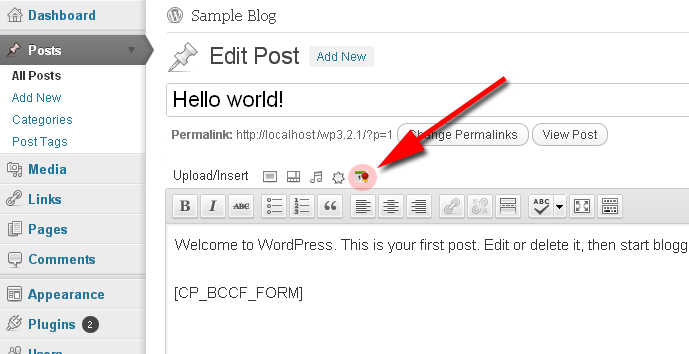 Dashboard
Posts
All Posts
Add New
Categories
Post Tags
Media
Links
Pages
Comments
Appearance
Plugins 2
Sample Blog
Edit Post Add New
Hello world!
Permalink: http://localhost/wp3.2.1/?p=1 Change Permalinks View Post
Upload/Insert
B I ABC ABC
Welcome to WordPress. This is your first post. Edit or delete it, then start blogg
[CP_BCCF_FORM]